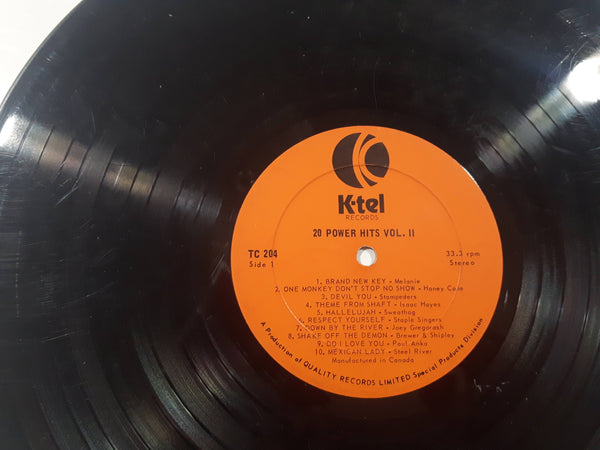 K-tel
RECORDS
20 POWER HITS VOL. II
TC 204
Side 1
33.3 rpm
Stereo
1. BRAND NEW KEY • Melanie
2. ONE MONKEY DON'T STOP NO SHOW • Honey Cone
3. DEVIL YOU • Stampeders
4. THEME FROM SHAFT • Isaac Hayes
5. HALLELUJAH • Sweathog
6. RESPECT YOURSELF • Staple Singers
7. DOWN BY THE RIVER • Joey Gregorash
8. SHAKE OFF THE DEMON • Brewer & Shipley
9. DO I LOVE YOU • Paul Anka
10. MEXICAN LADY • Steel River
Manufactured in Canada
A Production of QUALITY RECORDS LIMITED Special Products Division